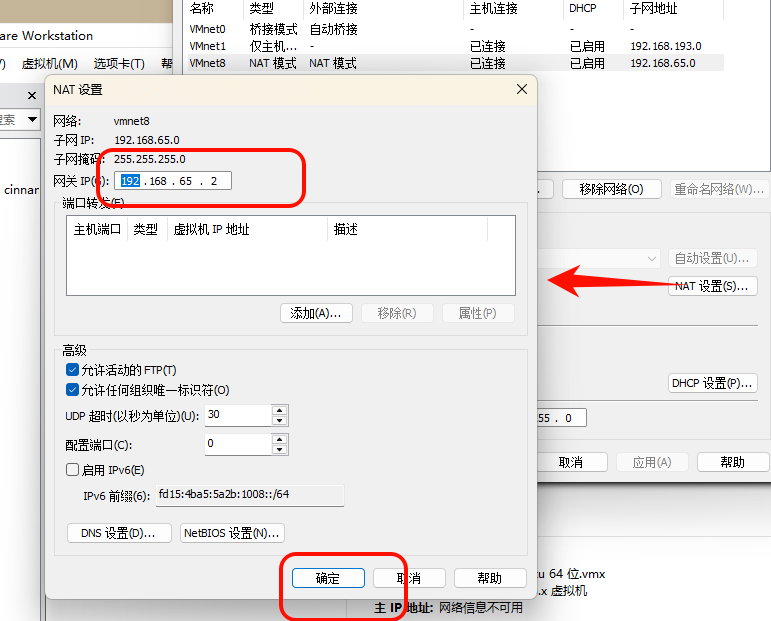 名称 类型 外部连接 主机连接 DHCP 子网地址
VMnet0 桥接模式 自动桥接 - - -
VMnet1 仅主机... - 已连接 已启用 192.168.193.0
VMnet8 NAT 模式 NAT 模式 已连接 已启用 192.168.65.0
are Workstation
虚拟机(M) 选项卡(T) 帮
索
cinnar
NAT 设置
网络: vmnet8
子网 IP: 192.168.65.0
子网掩码: 255.255.255.0
网关 IP(G): 192 .168 . 65 . 2
端口转发(F)
主机端口 类型 虚拟机 IP 地址 描述
添加(A)... 移除(R) 属性(P)
高级
允许活动的 FTP(T)
允许任何组织唯一标识符(O)
UDP 超时(以秒为单位)(U): 30
配置端口(C): 0
启用 IPv6(E)
IPv6 前缀(6): fd15:4ba5:5a2b:1008::/64
DNS 设置(D)... NetBIOS 设置(N)...
确定 取消 帮助
移除网络(O) 重命名网络(W)...
自动设置(U)...
NAT 设置(S)...
DHCP 设置(P)...
55 . 0
取消 应用(A) 帮助
64 位.vmx
.x 虚拟机
主 IP 地址: 网络信息不可用